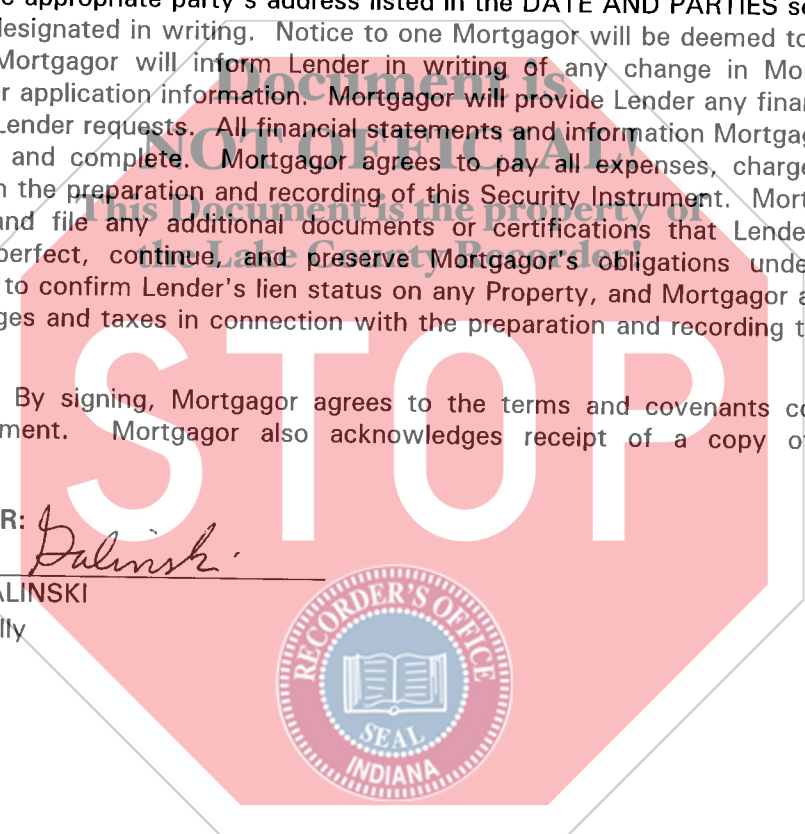 e appropriate party's address listed in the DATE AND PARTIES se
designated in writing. Notice to one Mortgagor will be deemed to
Mortgagor will inform Lender in writing of any change in Mor
r application information. Mortgagor will provide Lender any finan
Lender requests. All financial statements and information Mortgag
and complete. Mortgagor agrees to pay all expenses, charge
n the preparation and recording of this Security Instrument. Mort
and file any additional documents or certifications that Lende
perfect, continue, and preserve Mortgagor's obligations unde
to confirm Lender's lien status on any Property, and Mortgagor a
ges and taxes in connection with the preparation and recording t
By signing, Mortgagor agrees to the terms and covenants co
ment. Mortgagor also acknowledges receipt of a copy o
R:
Galinski
ALINSKI
lly
Document is
NOT OFFICIAL!
This Document is the property of
the Lake County Recorder!
STOP
RECORDER'S OFFICE
SEAL
INDIANA